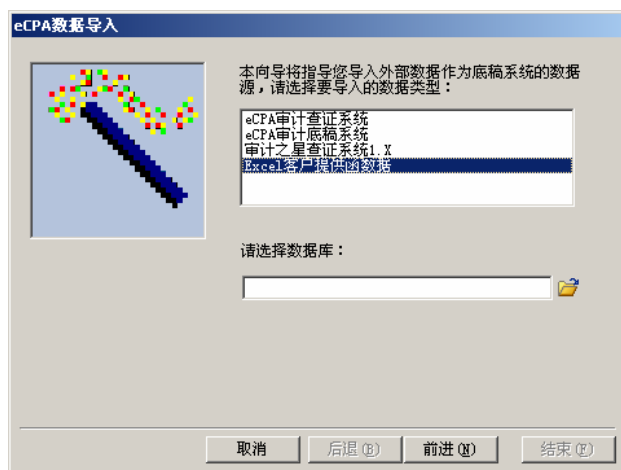 eCPA数据导入
本向导将指导您导入外部数据作为底稿系统的数据
源，请选择要导入的数据类型：
eCPA审计查证系统
eCPA审计底稿系统
审计之星查证系统1.X
Excel客户提供函数据
请选择数据库：
取消 后退(B) 前进(N) 结束(F)